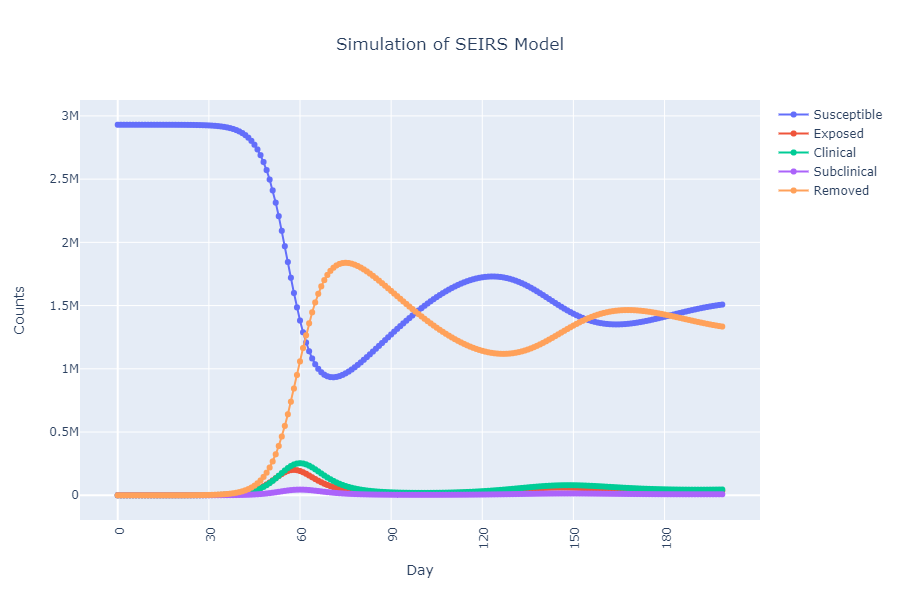 Simulation of SEIRS Model
3M
2.5M
2M
1.5M
1M
0.5M
0
Counts
0
30
60
90
120
150
180
Day
Susceptible
Exposed
Clinical
Subclinical
Removed